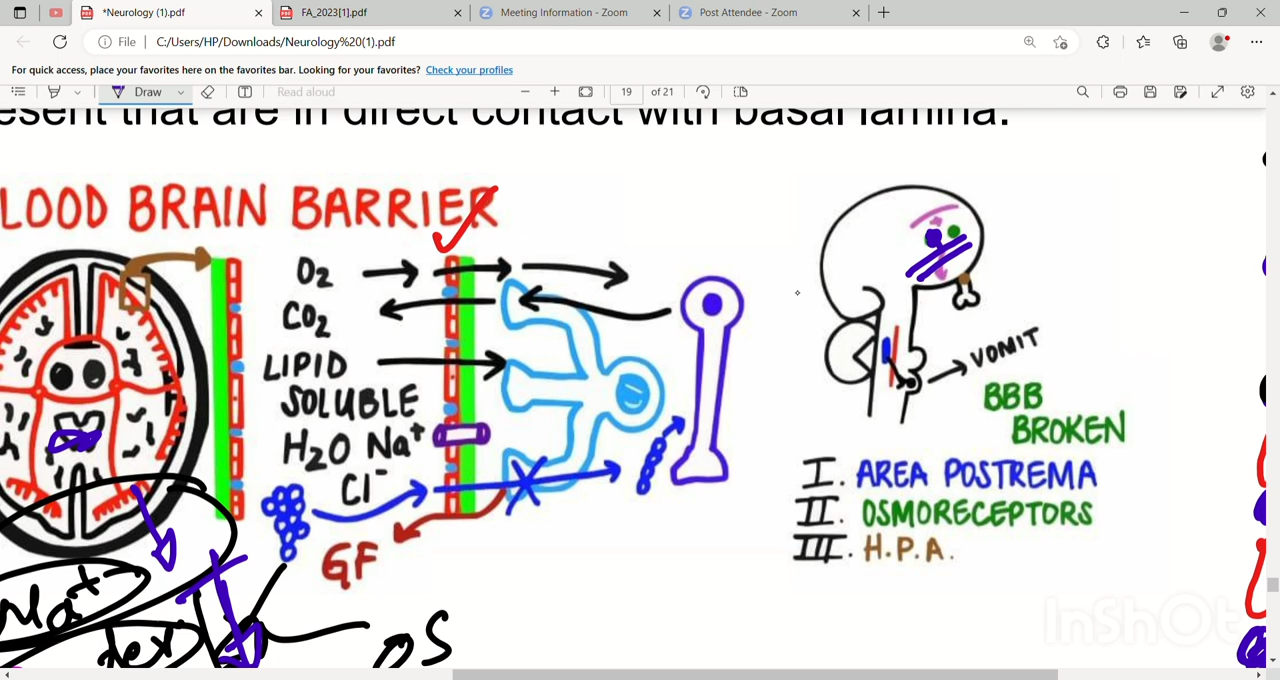 *Neurology (1).pdf
FA_2023[1].pdf
Meeting Information - Zoom
Post Attendee - Zoom
File
C:/Users/HP/Downloads/Neurology%20(1).pdf
For quick access, place your favorites here on the favorites bar. Looking for your favorites? Check your profiles
Draw
Read aloud
19 of 21
esent that are in direct contact with basal lamina.
LOOD BRAIN BARRIER
O2
CO2
LIPID
SOLUBLE
H2O Na+
Cl-
GF
VOMIT
BBB
BROKEN
I. AREA POSTREMA
II. OSMORECEPTORS
III. H.P.A.
Na+
OS
InShOt